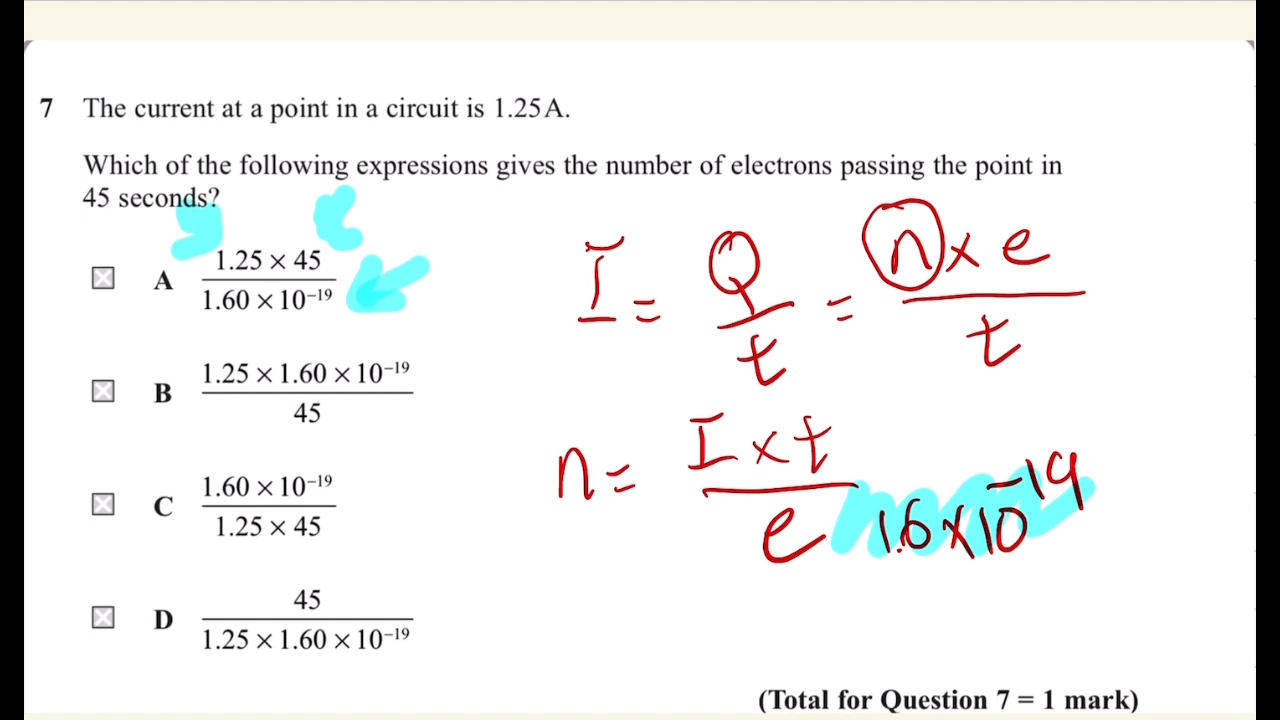 7 The current at a point in a circuit is 1.25 A.
Which of the following expressions gives the number of electrons passing the point in
45 seconds?
A 1.25 × 45 / 1.60 × 10⁻¹⁹
B 1.25 × 1.60 × 10⁻¹⁹ / 45
C 1.60 × 10⁻¹⁹ / 1.25 × 45
D 45 / 1.25 × 1.60 × 10⁻¹⁹
I = Q / t = n × e / t
n = I × t / e 1.6 × 10⁻¹⁹
(Total for Question 7 = 1 mark)